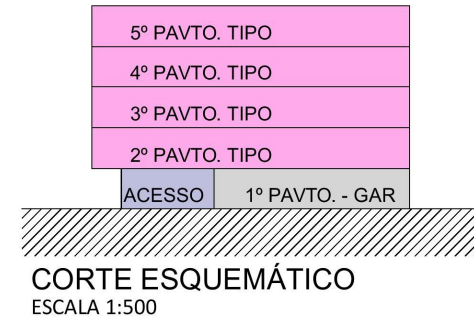 5º PAVTO. TIPO
4º PAVTO. TIPO
3º PAVTO. TIPO
2º PAVTO. TIPO
ACESSO 1º PAVTO. - GAR
CORTE ESQUEMÁTICO
ESCALA 1:500